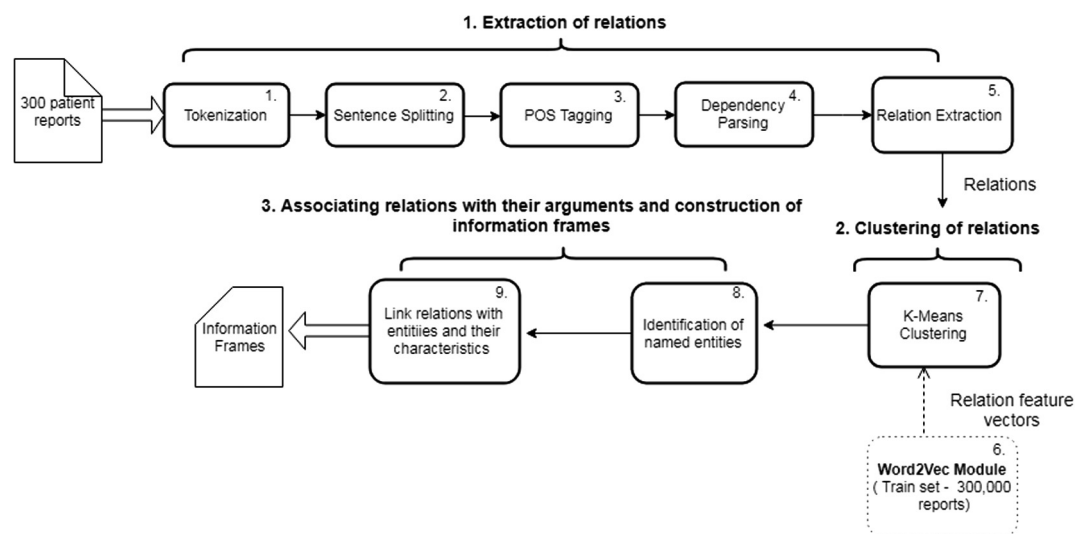 1. Extraction of relations
300 patient
reports
1.
Tokenization
2.
Sentence Splitting
3.
POS Tagging
4.
Dependency
Parsing
5.
Relation Extraction
Relations
2. Clustering of relations
7.
K-Means
Clustering
Relation feature
vectors
6.
Word2Vec Module
( Train set - 300,000
reports)
3. Associating relations with their arguments and construction of
information frames
8.
Identification of
named entities
9.
Link relations with
entitiies and their
characteristics
Information
Frames